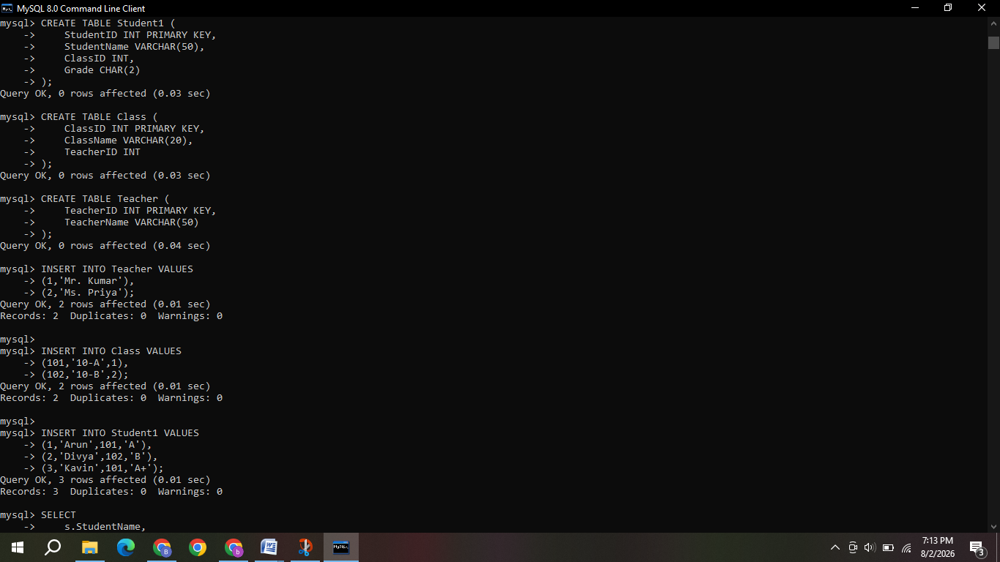 MySQL 8.0 Command Line Client
mysql> CREATE TABLE Student1 (
    ->     StudentID INT PRIMARY KEY,
    ->     StudentName VARCHAR(50),
    ->     ClassID INT,
    ->     Grade CHAR(2)
    -> );
Query OK, 0 rows affected (0.03 sec)

mysql> CREATE TABLE Class (
    ->     ClassID INT PRIMARY KEY,
    ->     ClassName VARCHAR(20),
    ->     TeacherID INT
    -> );
Query OK, 0 rows affected (0.03 sec)

mysql> CREATE TABLE Teacher (
    ->     TeacherID INT PRIMARY KEY,
    ->     TeacherName VARCHAR(50)
    -> );
Query OK, 0 rows affected (0.04 sec)

mysql> INSERT INTO Teacher VALUES
    -> (1,'Mr. Kumar'),
    -> (2,'Ms. Priya');
Query OK, 2 rows affected (0.01 sec)
Records: 2  Duplicates: 0  Warnings: 0

mysql>
mysql> INSERT INTO Class VALUES
    -> (101,'10-A',1),
    -> (102,'10-B',2);
Query OK, 2 rows affected (0.01 sec)
Records: 2  Duplicates: 0  Warnings: 0

mysql>
mysql> INSERT INTO Student1 VALUES
    -> (1,'Arun',101,'A'),
    -> (2,'Divya',102,'B'),
    -> (3,'Kavin',101,'A+');
Query OK, 3 rows affected (0.01 sec)
Records: 3  Duplicates: 0  Warnings: 0

mysql> SELECT
    ->     s.StudentName,
B
b
W
MySQL
7:13 PM
8/2/2026
3